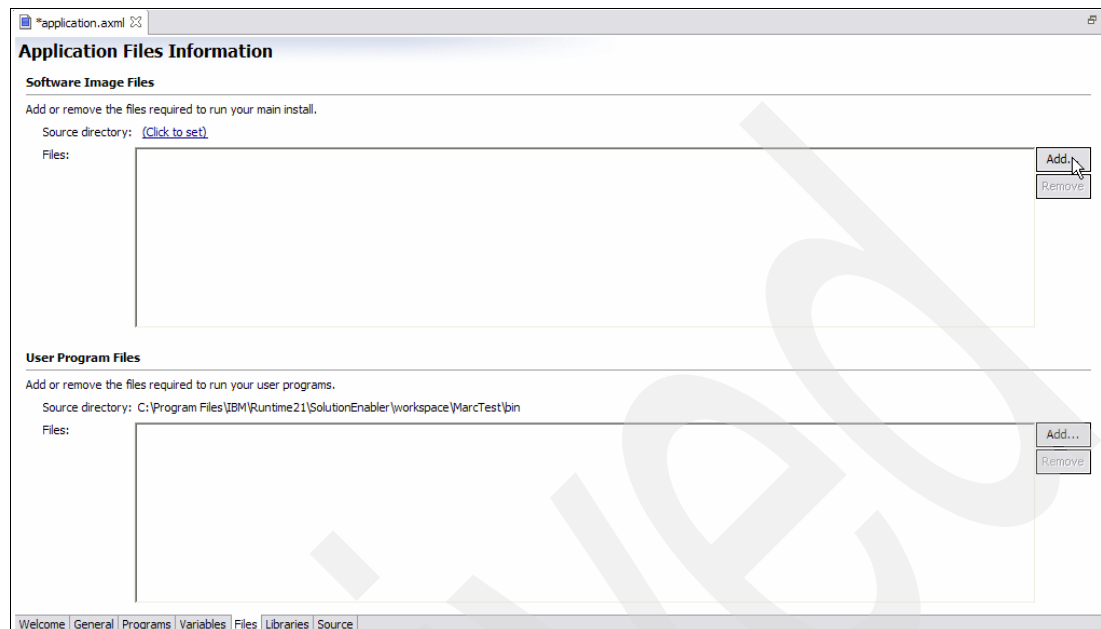 *application.axml
Application Files Information
Software Image Files
Add or remove the files required to run your main install.
Source directory: (Click to set)
Files:
Add.
Remove
User Program Files
Add or remove the files required to run your user programs.
Source directory: C:\Program Files\IBM\Runtime21\SolutionEnabler\workspace\MarcTest\bin
Files:
Add...
Remove
Welcome General Programs Variables Files Libraries Source